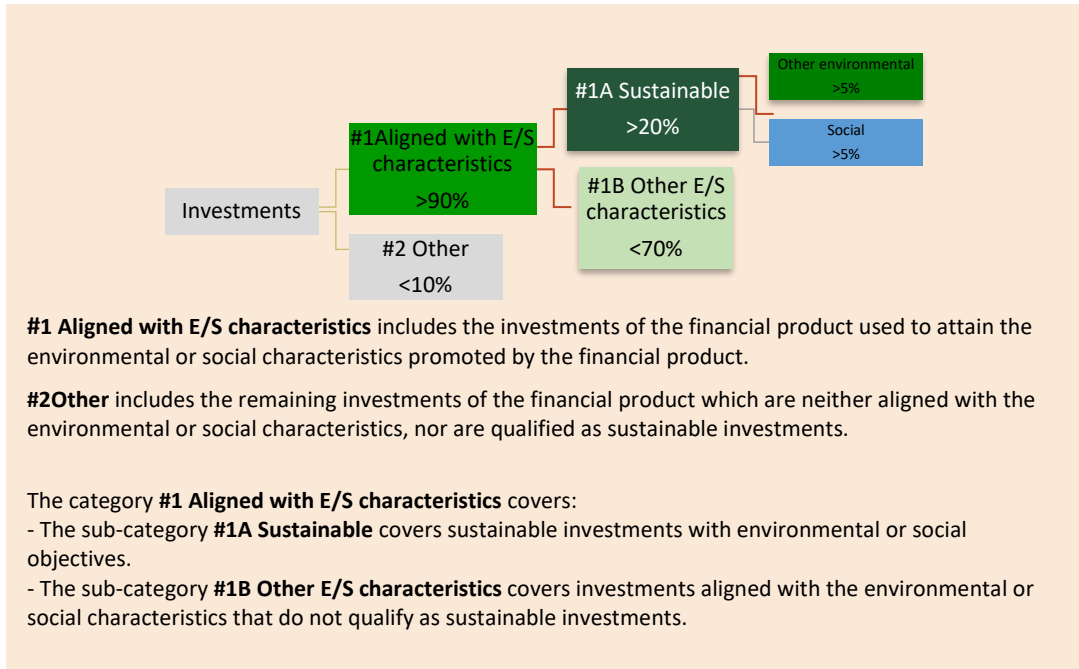 Investments
#1Aligned with E/S
characteristics
>90%
#2 Other
<10%
#1A Sustainable
>20%
#1B Other E/S
characteristics
<70%
Other environmental
>5%
Social
>5%
#1 Aligned with E/S characteristics includes the investments of the financial product used to attain the
environmental or social characteristics promoted by the financial product.
#2Other includes the remaining investments of the financial product which are neither aligned with the
environmental or social characteristics, nor are qualified as sustainable investments.
The category #1 Aligned with E/S characteristics covers:
- The sub-category #1A Sustainable covers sustainable investments with environmental or social
objectives.
- The sub-category #1B Other E/S characteristics covers investments aligned with the environmental or
social characteristics that do not qualify as sustainable investments.